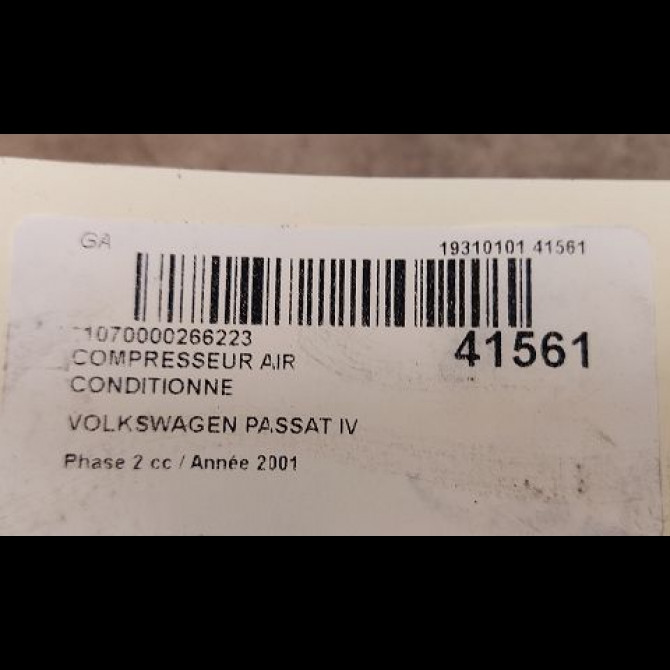 GA
19310101 41561
1070000266223
41561
COMPRESSEUR AIR
CONDITIONNE
VOLKSWAGEN PASSAT IV
Phase 2 cc / Année 2001